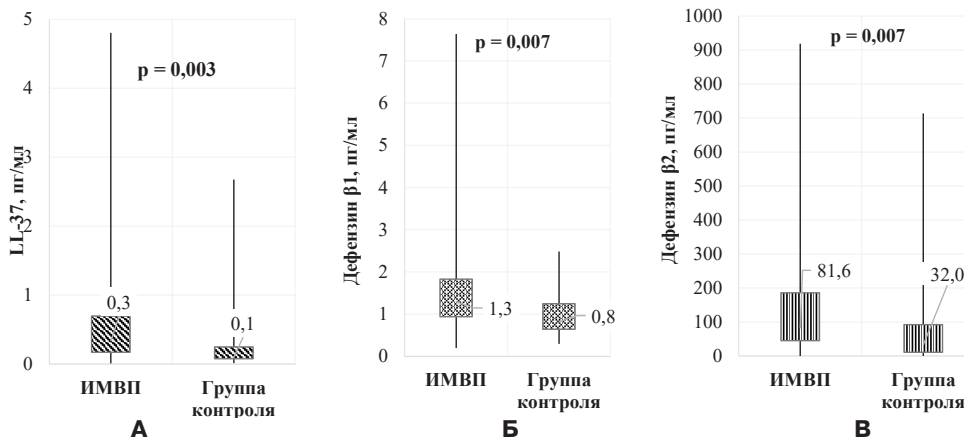 LL-37, пг/мл
5
4
3
2
1
0
p = 0,003
0,3
0,1
ИМВП
Группа
контроля
А
Дефензин β1, пг/мл
8
7
6
5
4
3
2
1
0
p = 0,007
1,3
0,8
ИМВП
Группа
контроля
Б
Дефензин β2, пг/мл
1000
900
800
700
600
500
400
300
200
100
0
p = 0,007
81,6
32,0
ИМВП
Группа
контроля
В